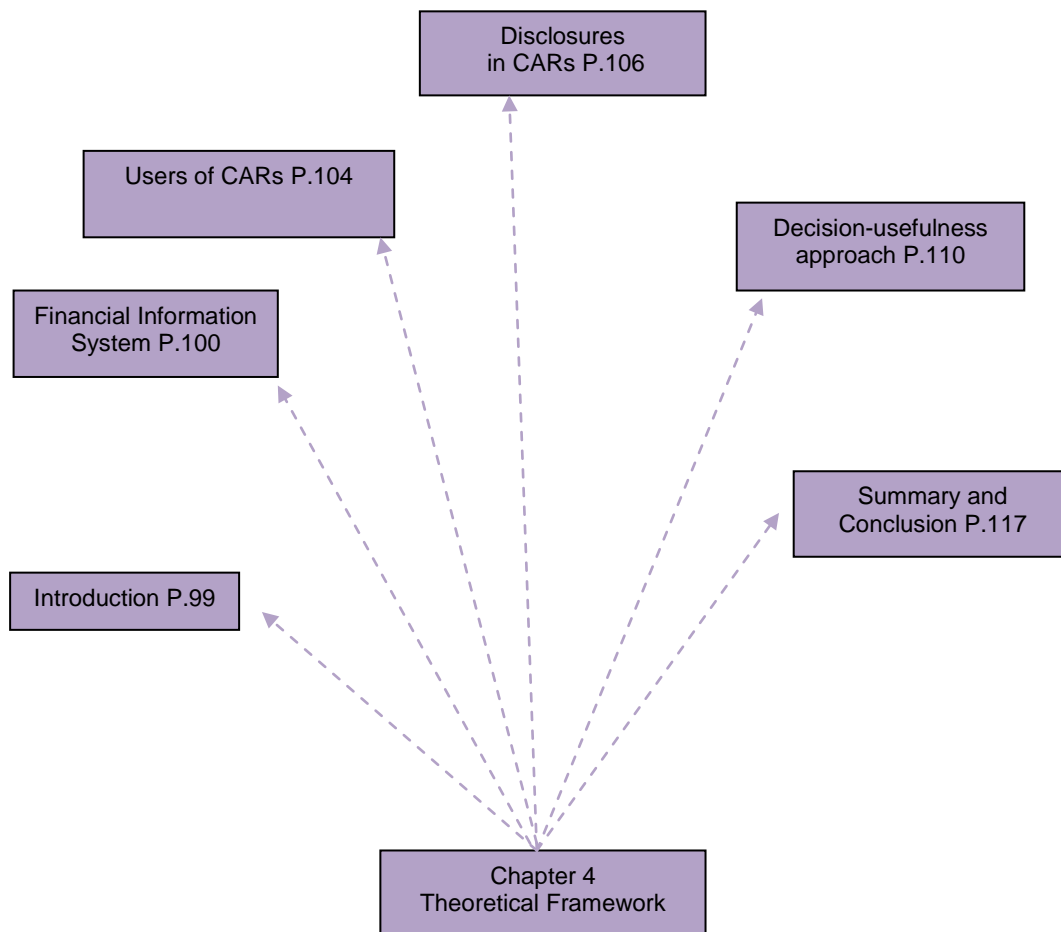 Disclosures
in CARs P.106
Users of CARs P.104
Decision-usefulness
approach P.110
Financial Information
System P.100
Summary and
Conclusion P.117
Introduction P.99
Chapter 4
Theoretical Framework